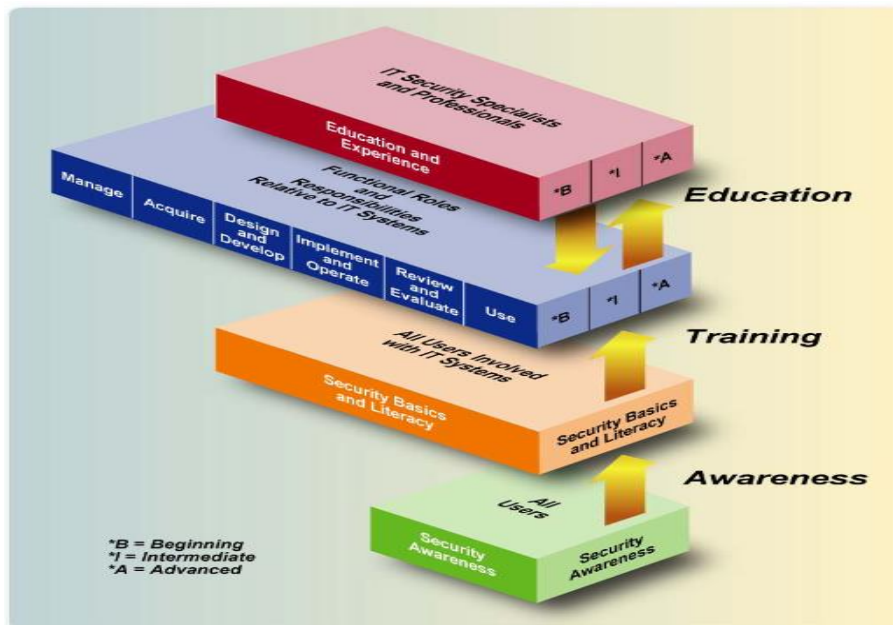 IT Security Specialists
and Professionals
Education and
Experience
*B
*I
*A
Education
Functional Roles
and
Responsibilities
Relative to IT Systems
Manage
Acquire
Design
and
Develop
Implement
and
Operate
Review
and
Evaluate
Use
*B
*I
*A
Training
All Users Involved
with IT Systems
Security Basics
and Literacy
Security Basics
and Literacy
Awareness
All
Users
Security
Awareness
Security
Awareness
*B = Beginning
*I = Intermediate
*A = Advanced